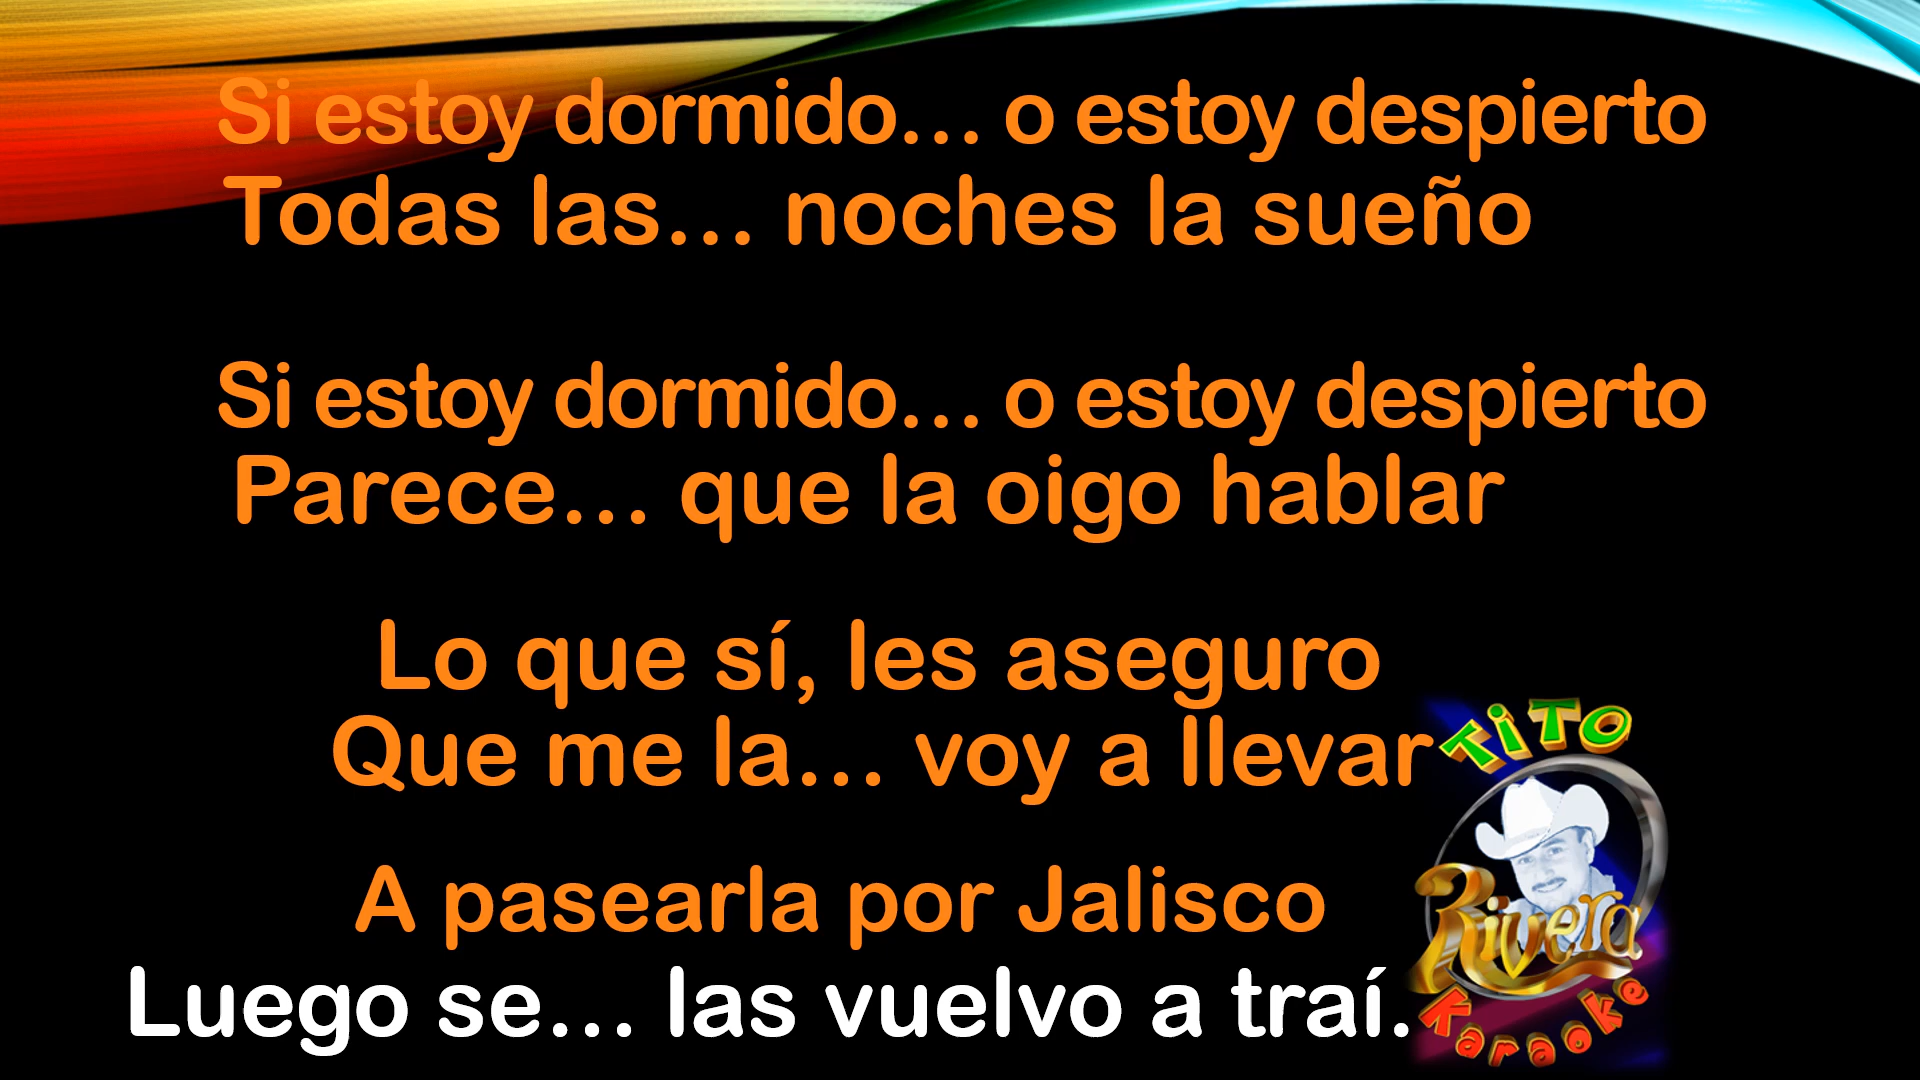 Si estoy dormido... o estoy despierto
Todas las... noches la sueño
Si estoy dormido... o estoy despierto
Parece... que la oigo hablar
Lo que sí, les aseguro
Que me la... voy a llevar
A pasearla por Jalisco
Luego se... las vuelvo a traí.
TiTO
Rivera
Karaoke